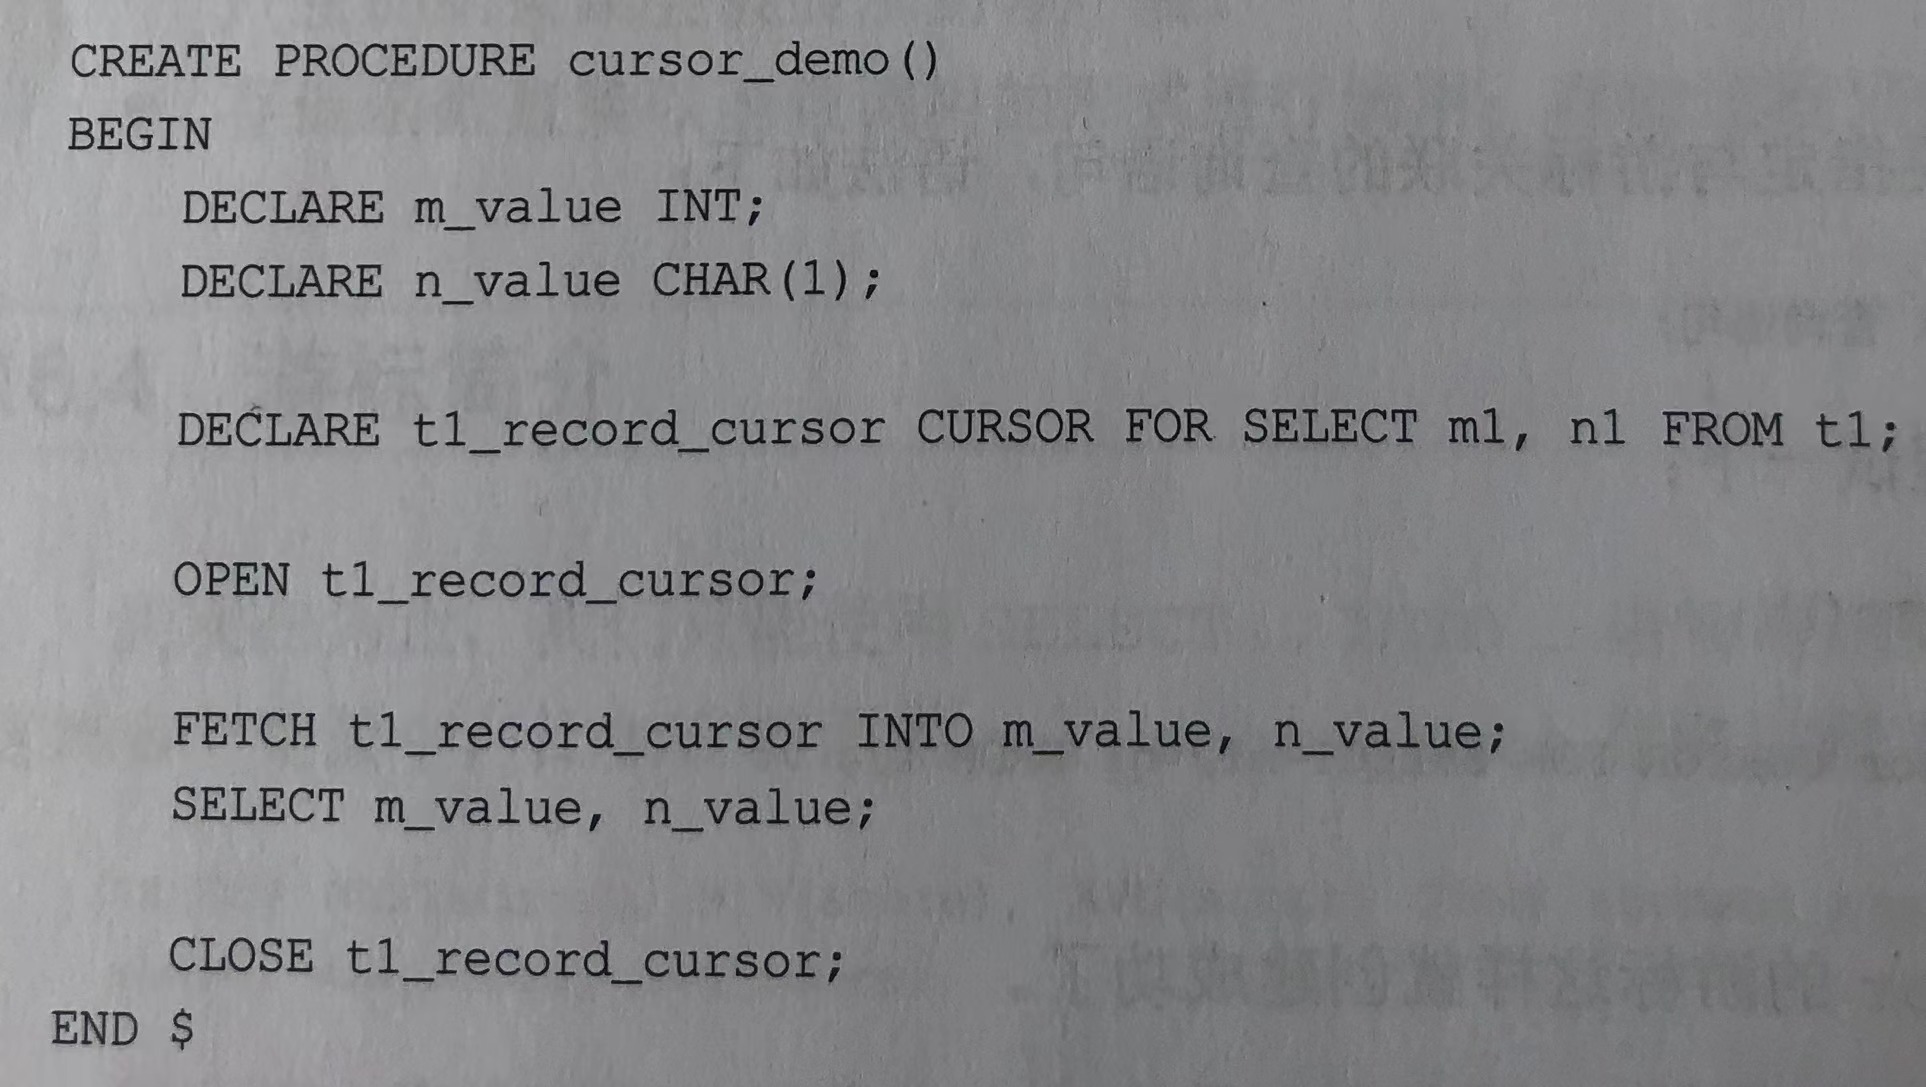 CREATE PROCEDURE cursor_demo()
BEGIN
DECLARE m_value INT;
DECLARE n_value CHAR(1);
DECLARE t1_record_cursor CURSOR FOR SELECT m1, n1 FROM t1;
OPEN t1_record_cursor;
FETCH t1_record_cursor INTO m_value, n_value;
SELECT m_value, n_value;
CLOSE t1_record_cursor;
END $